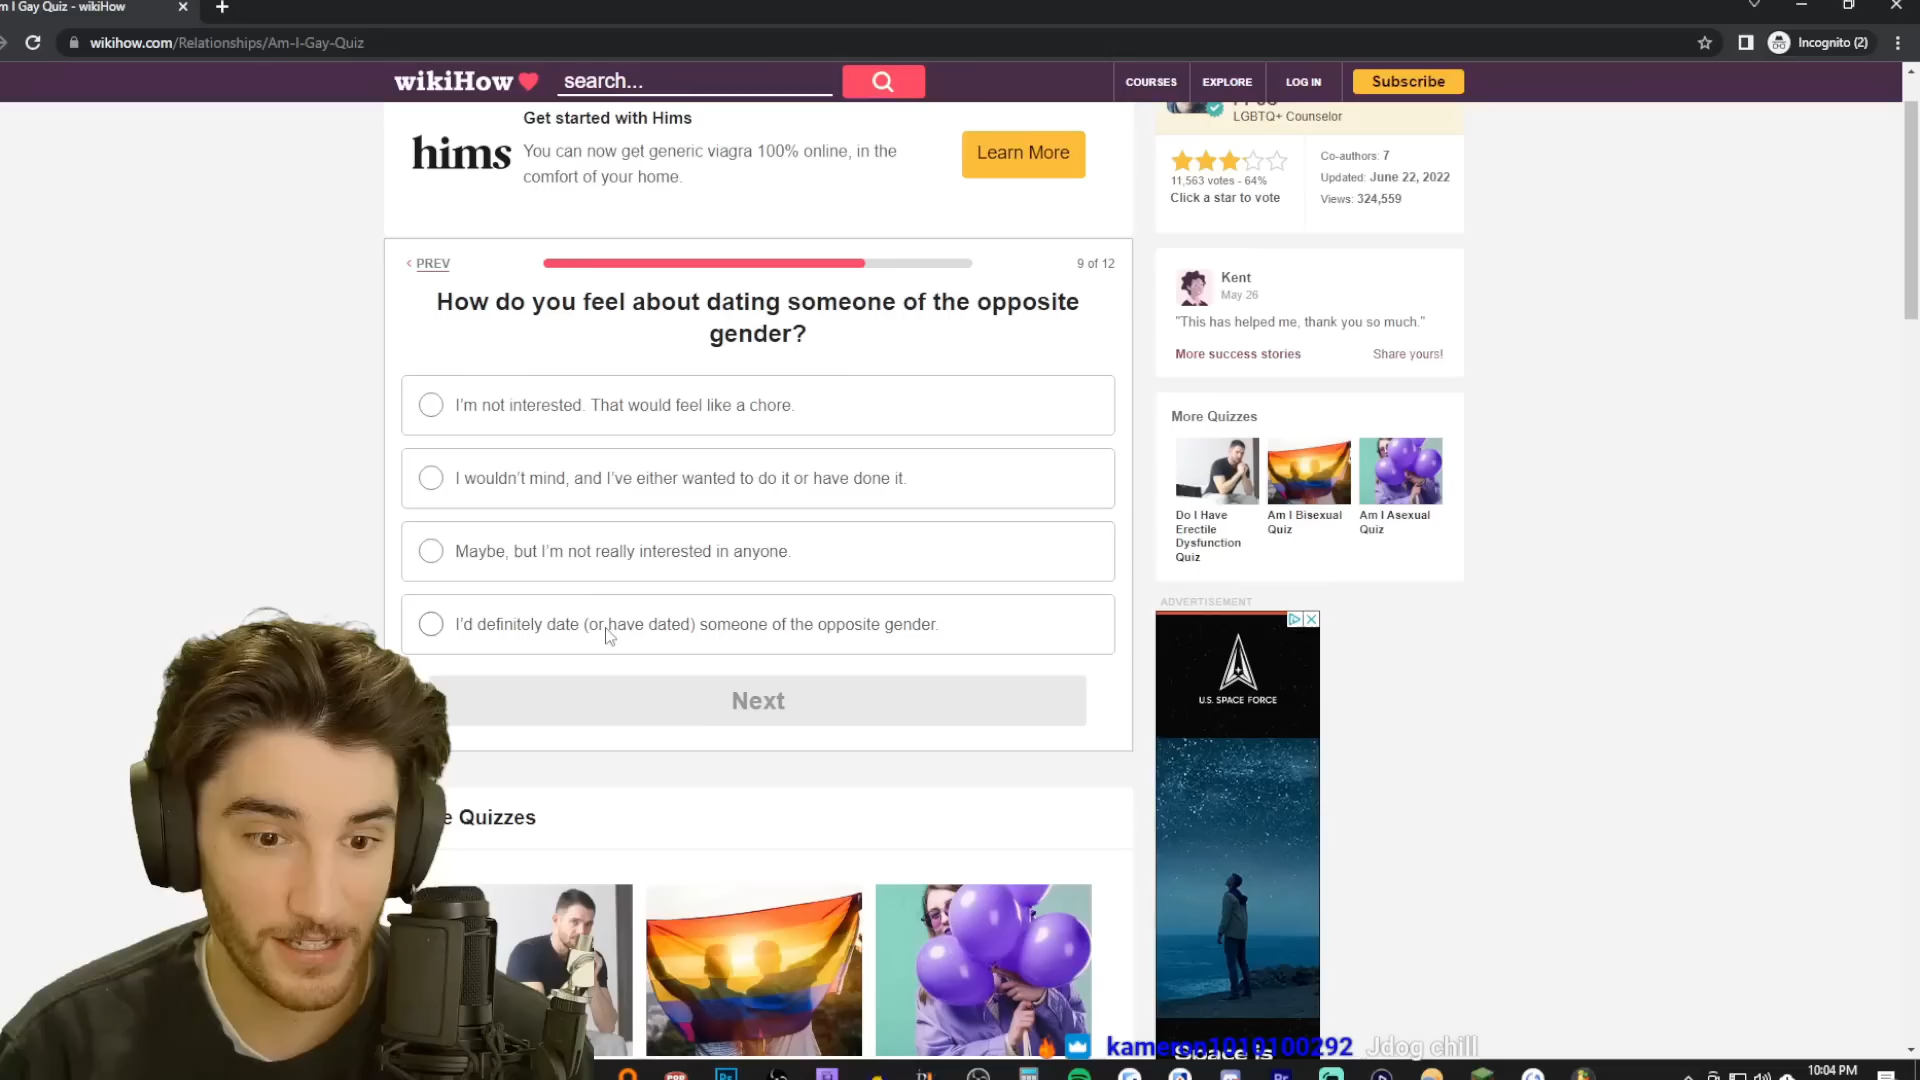 m I Gay Quiz - wikiHow
wikihow.com/Relationships/Am-I-Gay-Quiz
Incognito (2)
wikiHow
search...
COURSES
EXPLORE
LOG IN
Subscribe
Get started with Hims
hims
You can now get generic viagra 100% online, in the
comfort of your home.
Learn More
LGBTQ+ Counselor
11,563 votes - 64%
Click a star to vote
Co-authors: 7
Updated: June 22, 2022
Views: 324,559
PREV
9 of 12
How do you feel about dating someone of the opposite
gender?
I'm not interested. That would feel like a chore.
I wouldn't mind, and I've either wanted to do it or have done it.
Maybe, but I'm not really interested in anyone.
I'd definitely date (or have dated) someone of the opposite gender.
Next
Kent
May 26
"This has helped me, thank you so much."
More success stories
Share yours!
More Quizzes
Do I Have
Erectile
Dysfunction
Quiz
Am I Bisexual
Quiz
Am I Asexual
Quiz
ADVERTISEMENT
U.S. SPACE FORCE
e Quizzes
Space is
kameron1010100292 Jdog chill
10:04 PM